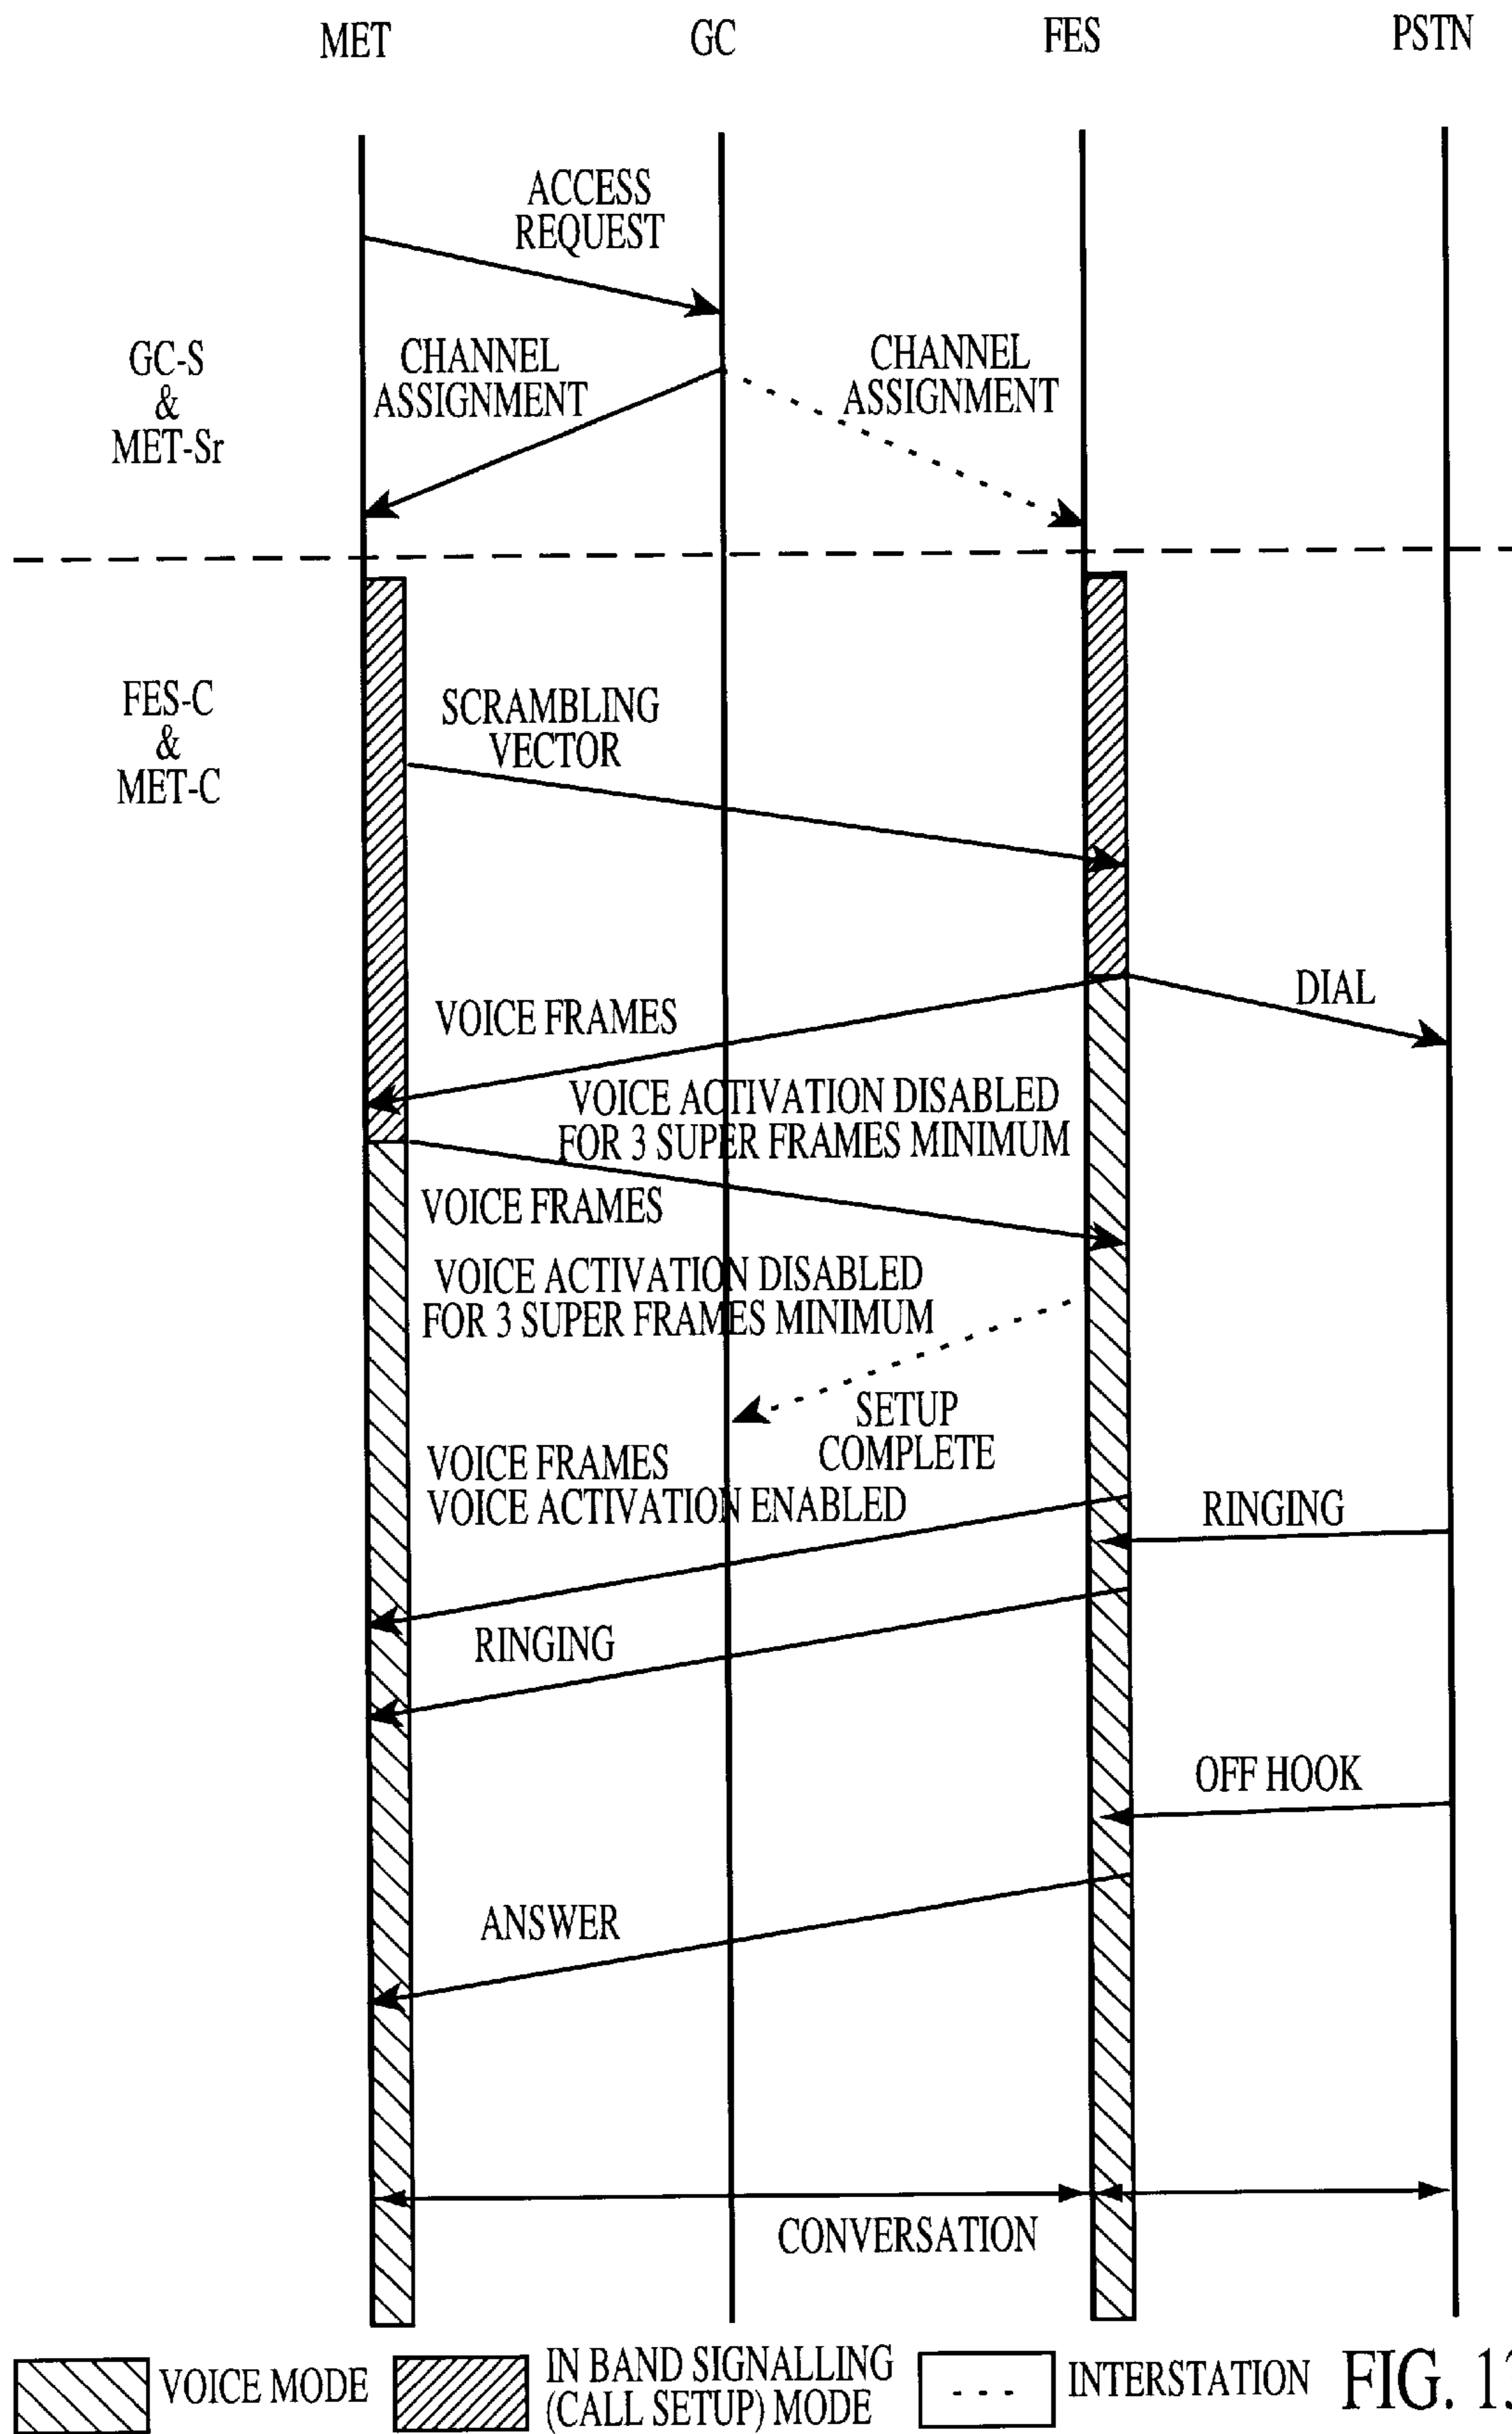 MET
GC
FES
PSTN
ACCESS
REQUEST
GC-S
&
MET-Sr
CHANNEL
ASSIGNMENT
CHANNEL
ASSIGNMENT
FES-C
&
MET-C
SCRAMBLING
VECTOR
DIAL
VOICE FRAMES
VOICE ACTIVATION DISABLED
FOR 3 SUPER FRAMES MINIMUM
VOICE FRAMES
VOICE ACTIVATION DISABLED
FOR 3 SUPER FRAMES MINIMUM
SETUP
COMPLETE
VOICE FRAMES
VOICE ACTIVATION ENABLED
RINGING
RINGING
OFF HOOK
ANSWER
CONVERSATION
VOICE MODE
IN BAND SIGNALLING
(CALL SETUP) MODE
INTERSTATION
FIG.